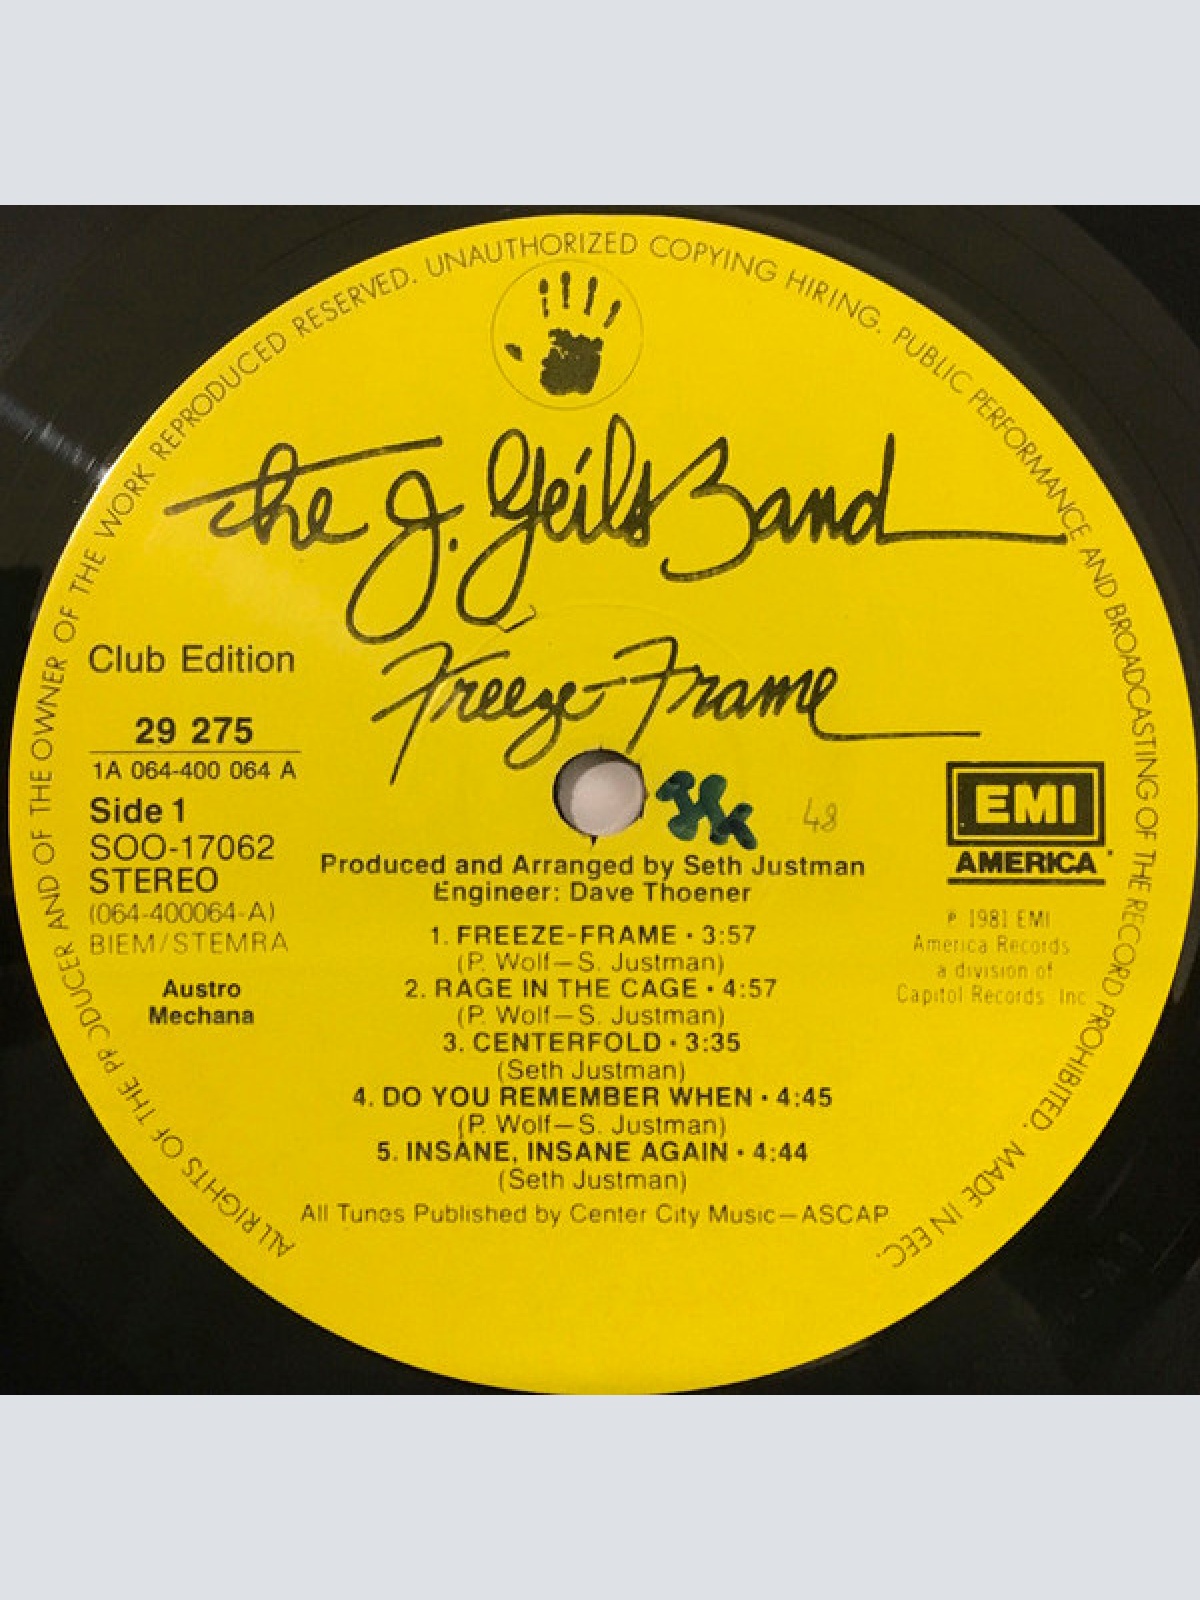 ALL RIGHTS OF THE PRODUCER AND OF THE OWNER OF THE WORK REPRODUCED RESERVED. UNAUTHORIZED COPYING HIRING. PUBLIC PERFORMANCE AND BROADCASTING OF THE RECORD PROHIBITED. MADE IN EEC.
The J. Geils Band
Freeze-Frame
Club Edition
29 275
1A 064-400 064 A
Side 1
SOO-17062
STEREO
(064-400064-A)
BIEM/STEMRA
Austro
Mechana
48
EMI
AMERICA
℗ 1981 EMI
America Records
a division of
Capitol Records, Inc
Produced and Arranged by Seth Justman
Engineer: Dave Thoener
1. FREEZE-FRAME • 3:57
(P. Wolf—S. Justman)
2. RAGE IN THE CAGE • 4:57
(P. Wolf—S. Justman)
3. CENTERFOLD • 3:35
(Seth Justman)
4. DO YOU REMEMBER WHEN • 4:45
(P. Wolf—S. Justman)
5. INSANE, INSANE AGAIN • 4:44
(Seth Justman)
All Tunes Published by Center City Music—ASCAP